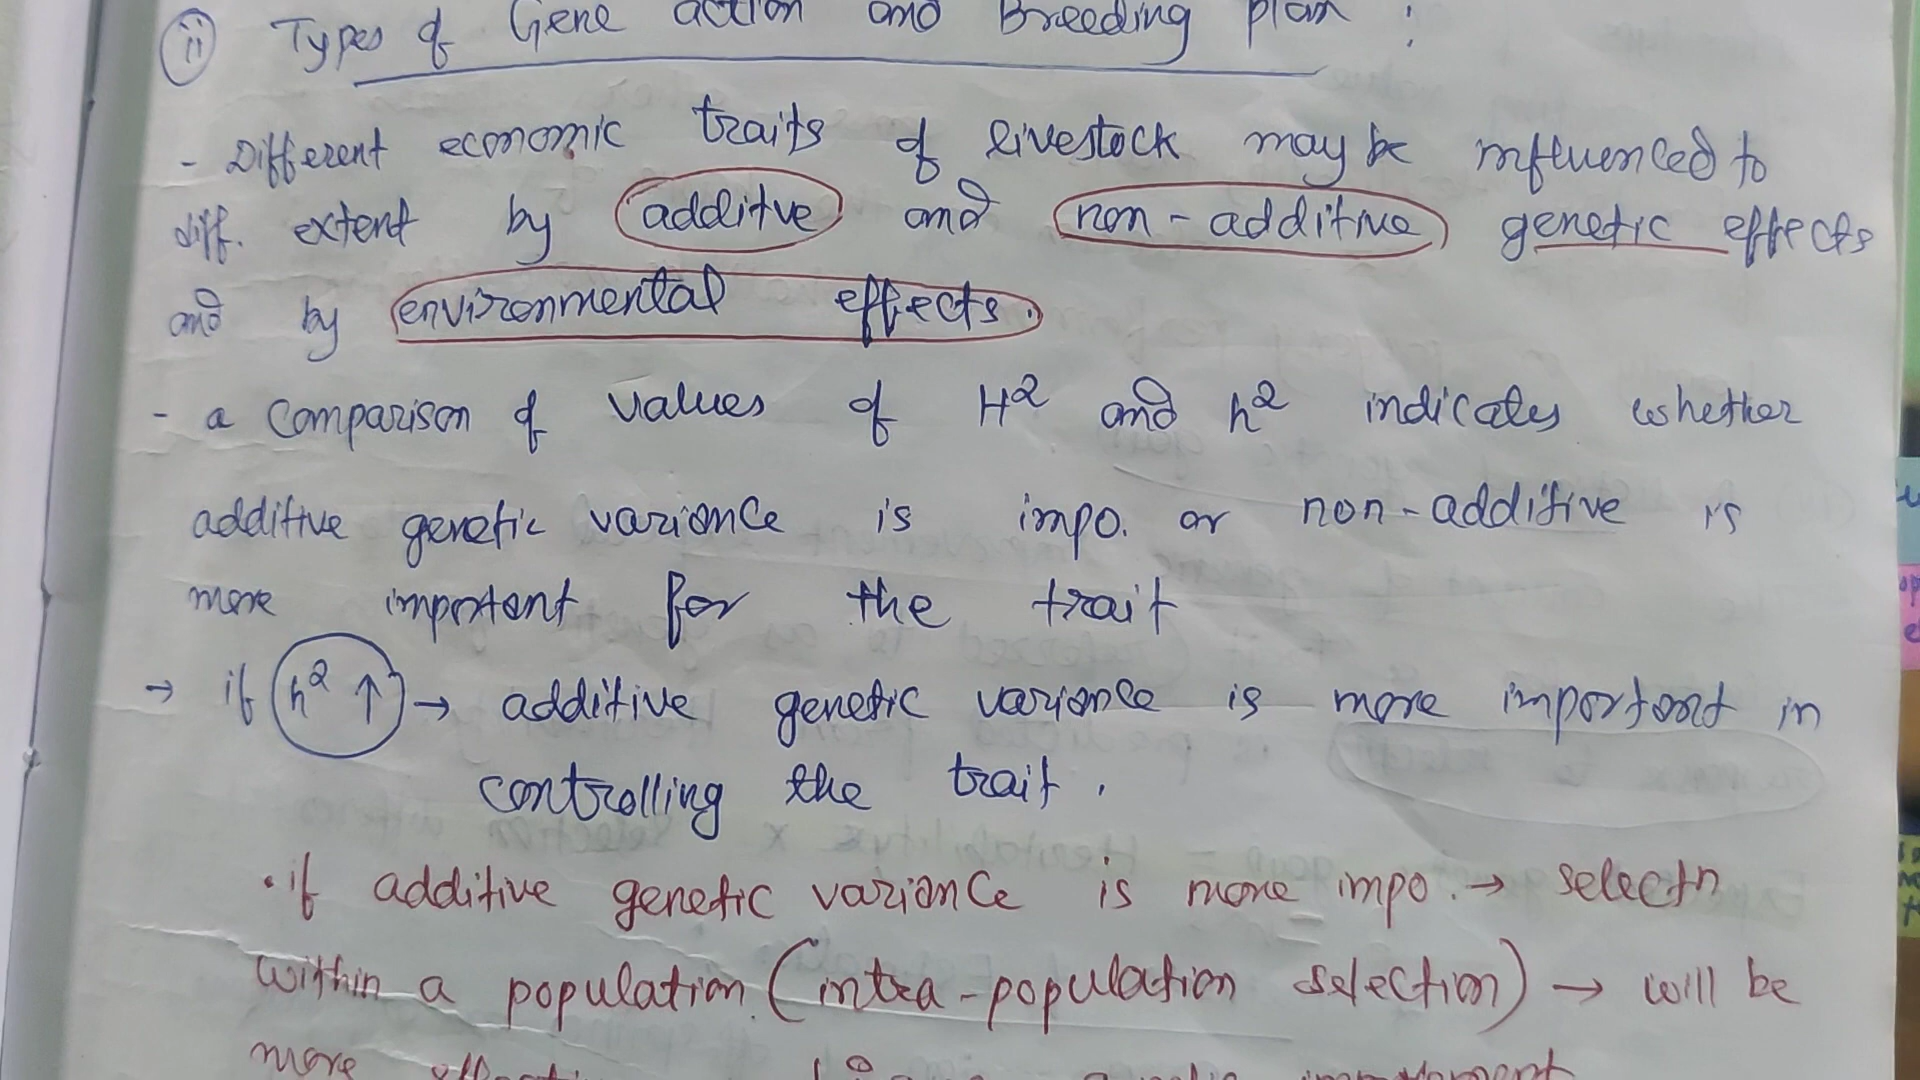 (ii) Types of Gene action and Breeding plan :
- Different economic traits of livestock may be influenced to
diff. extent by additve and non-additive genetic effects
and by environmental effects.
- a comparison of values of H² and h² indicates whether
additive genetic variance is impo. or non-additive is
more important for the trait
→ if h² ↑ → additive genetic variance is more important in
controlling the trait.
• if additive genetic variance is more impo. → selectn
within a population (intra-population selection) → will be
more